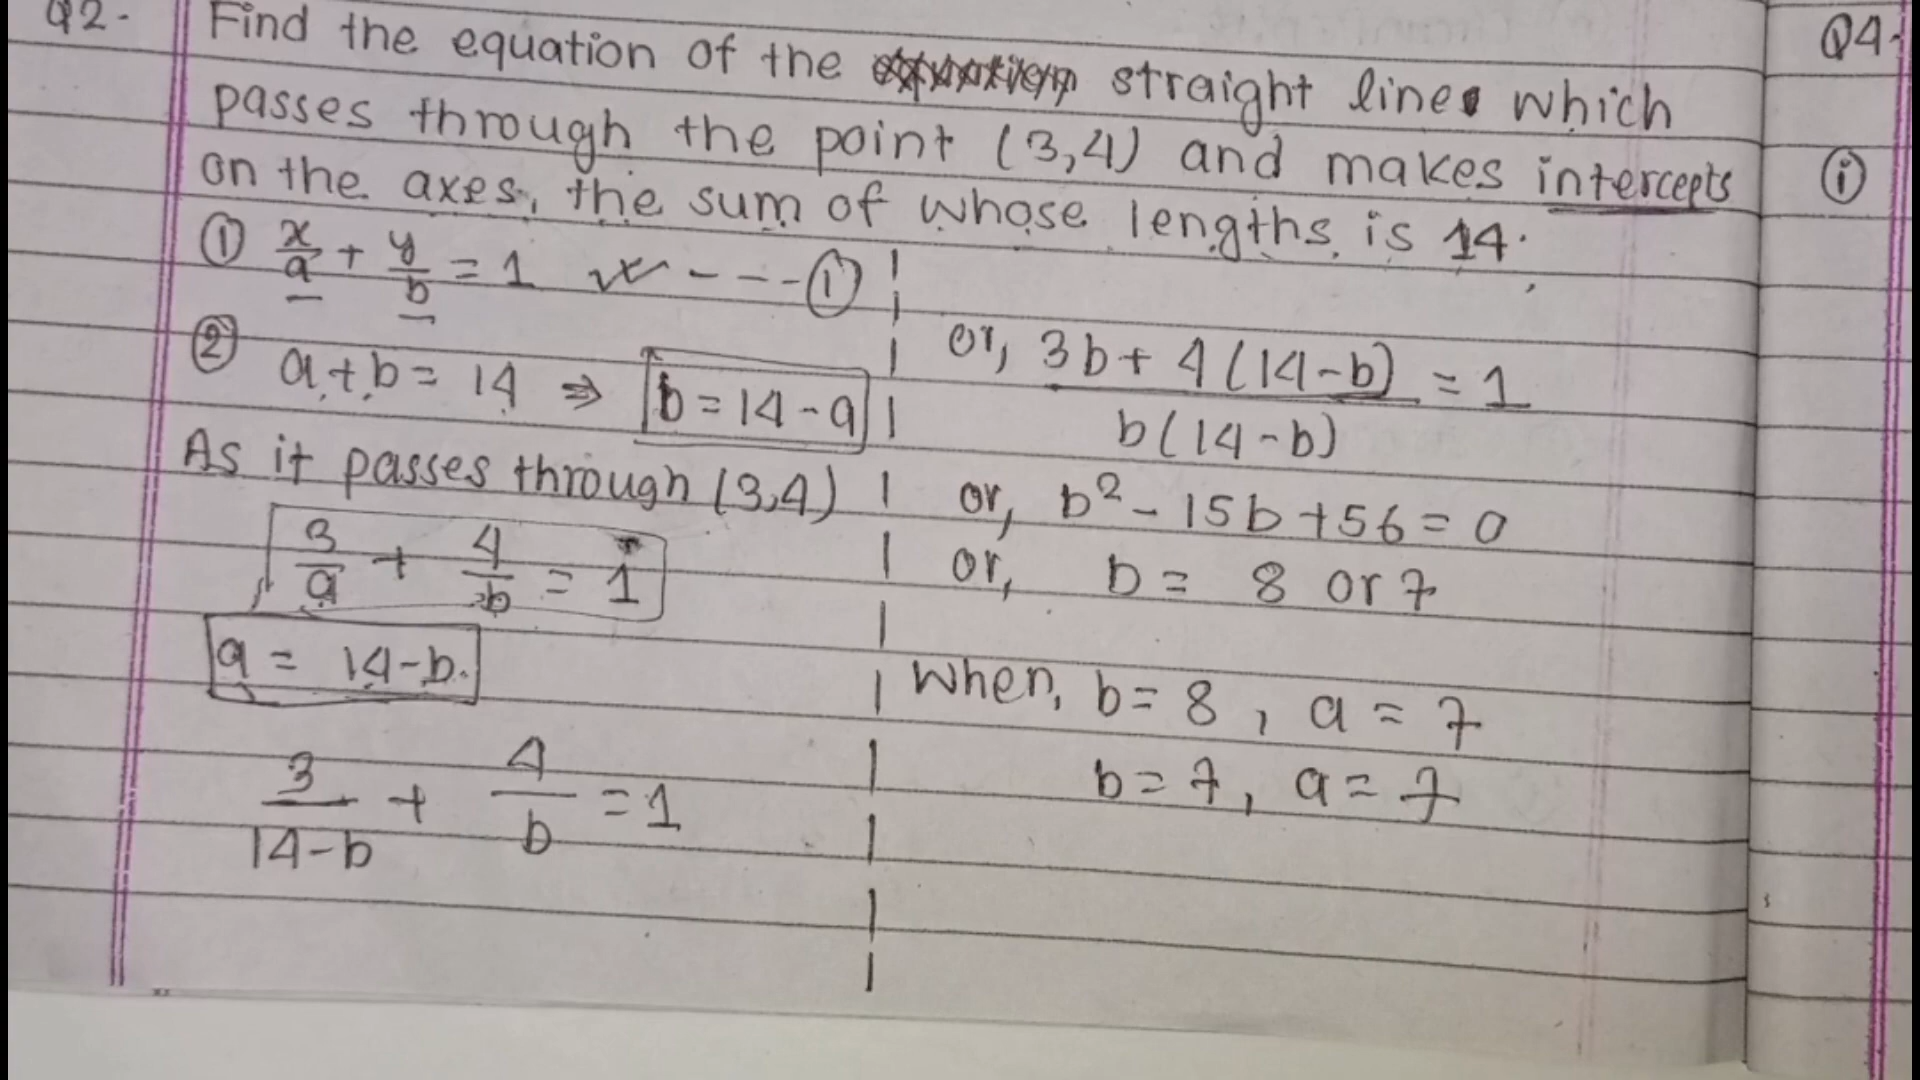 Q2. Find the equation of the straight line which
passes through the point (3,4) and makes intercepts
on the axes, the sum of whose lengths is 14.
① x/a + y/b = 1 ---①
② a+b = 14 ⇒ b = 14-a
As it passes through (3,4)
3/a + 4/b = 1
a = 14-b.
3/(14-b) + 4/b = 1
or, (3b + 4(14-b))/(b(14-b)) = 1
or, b² - 15b + 56 = 0
or, b = 8 or 7
when, b = 8, a = 7
b = 7, a = 7
Q4.
①